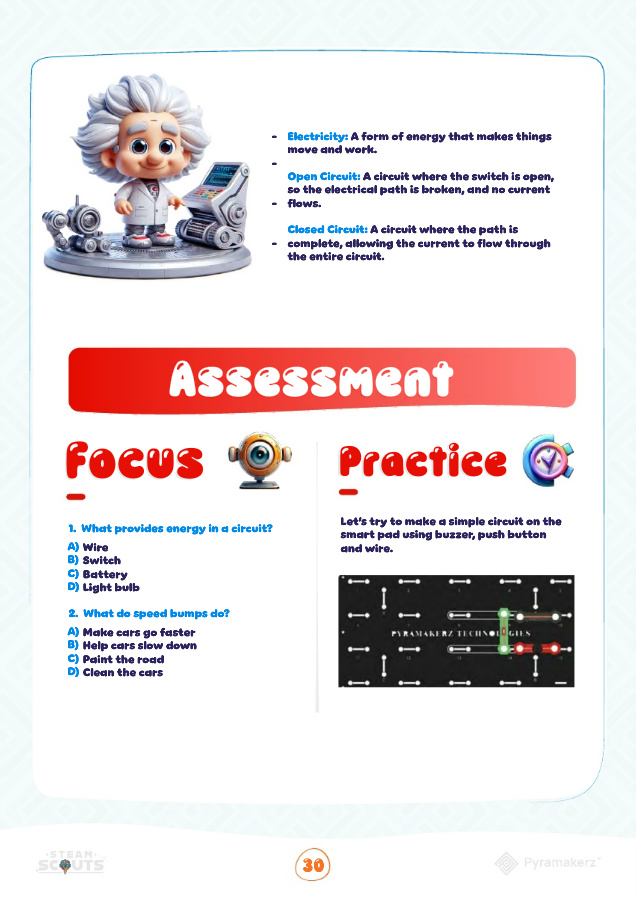 - Electricity: A form of energy that makes things
move and work.
-
Open Circuit: A circuit where the switch is open,
so the electrical path is broken, and no current
- flows.
Closed Circuit: A circuit where the path is
- complete, allowing the current to flow through
the entire circuit.
Assessment
Focus
1. What provides energy in a circuit?
A) Wire
B) Switch
C) Battery
D) Light bulb
2. What do speed bumps do?
A) Make cars go faster
B) Help cars slow down
C) Paint the road
D) Clean the cars
Practice
Let's try to make a simple circuit on the
smart pad using buzzer, push button
and wire.
PYRAMAKERZ TECHNOLOGIES
STEAM
SCOUTS
30
Pyramakerz